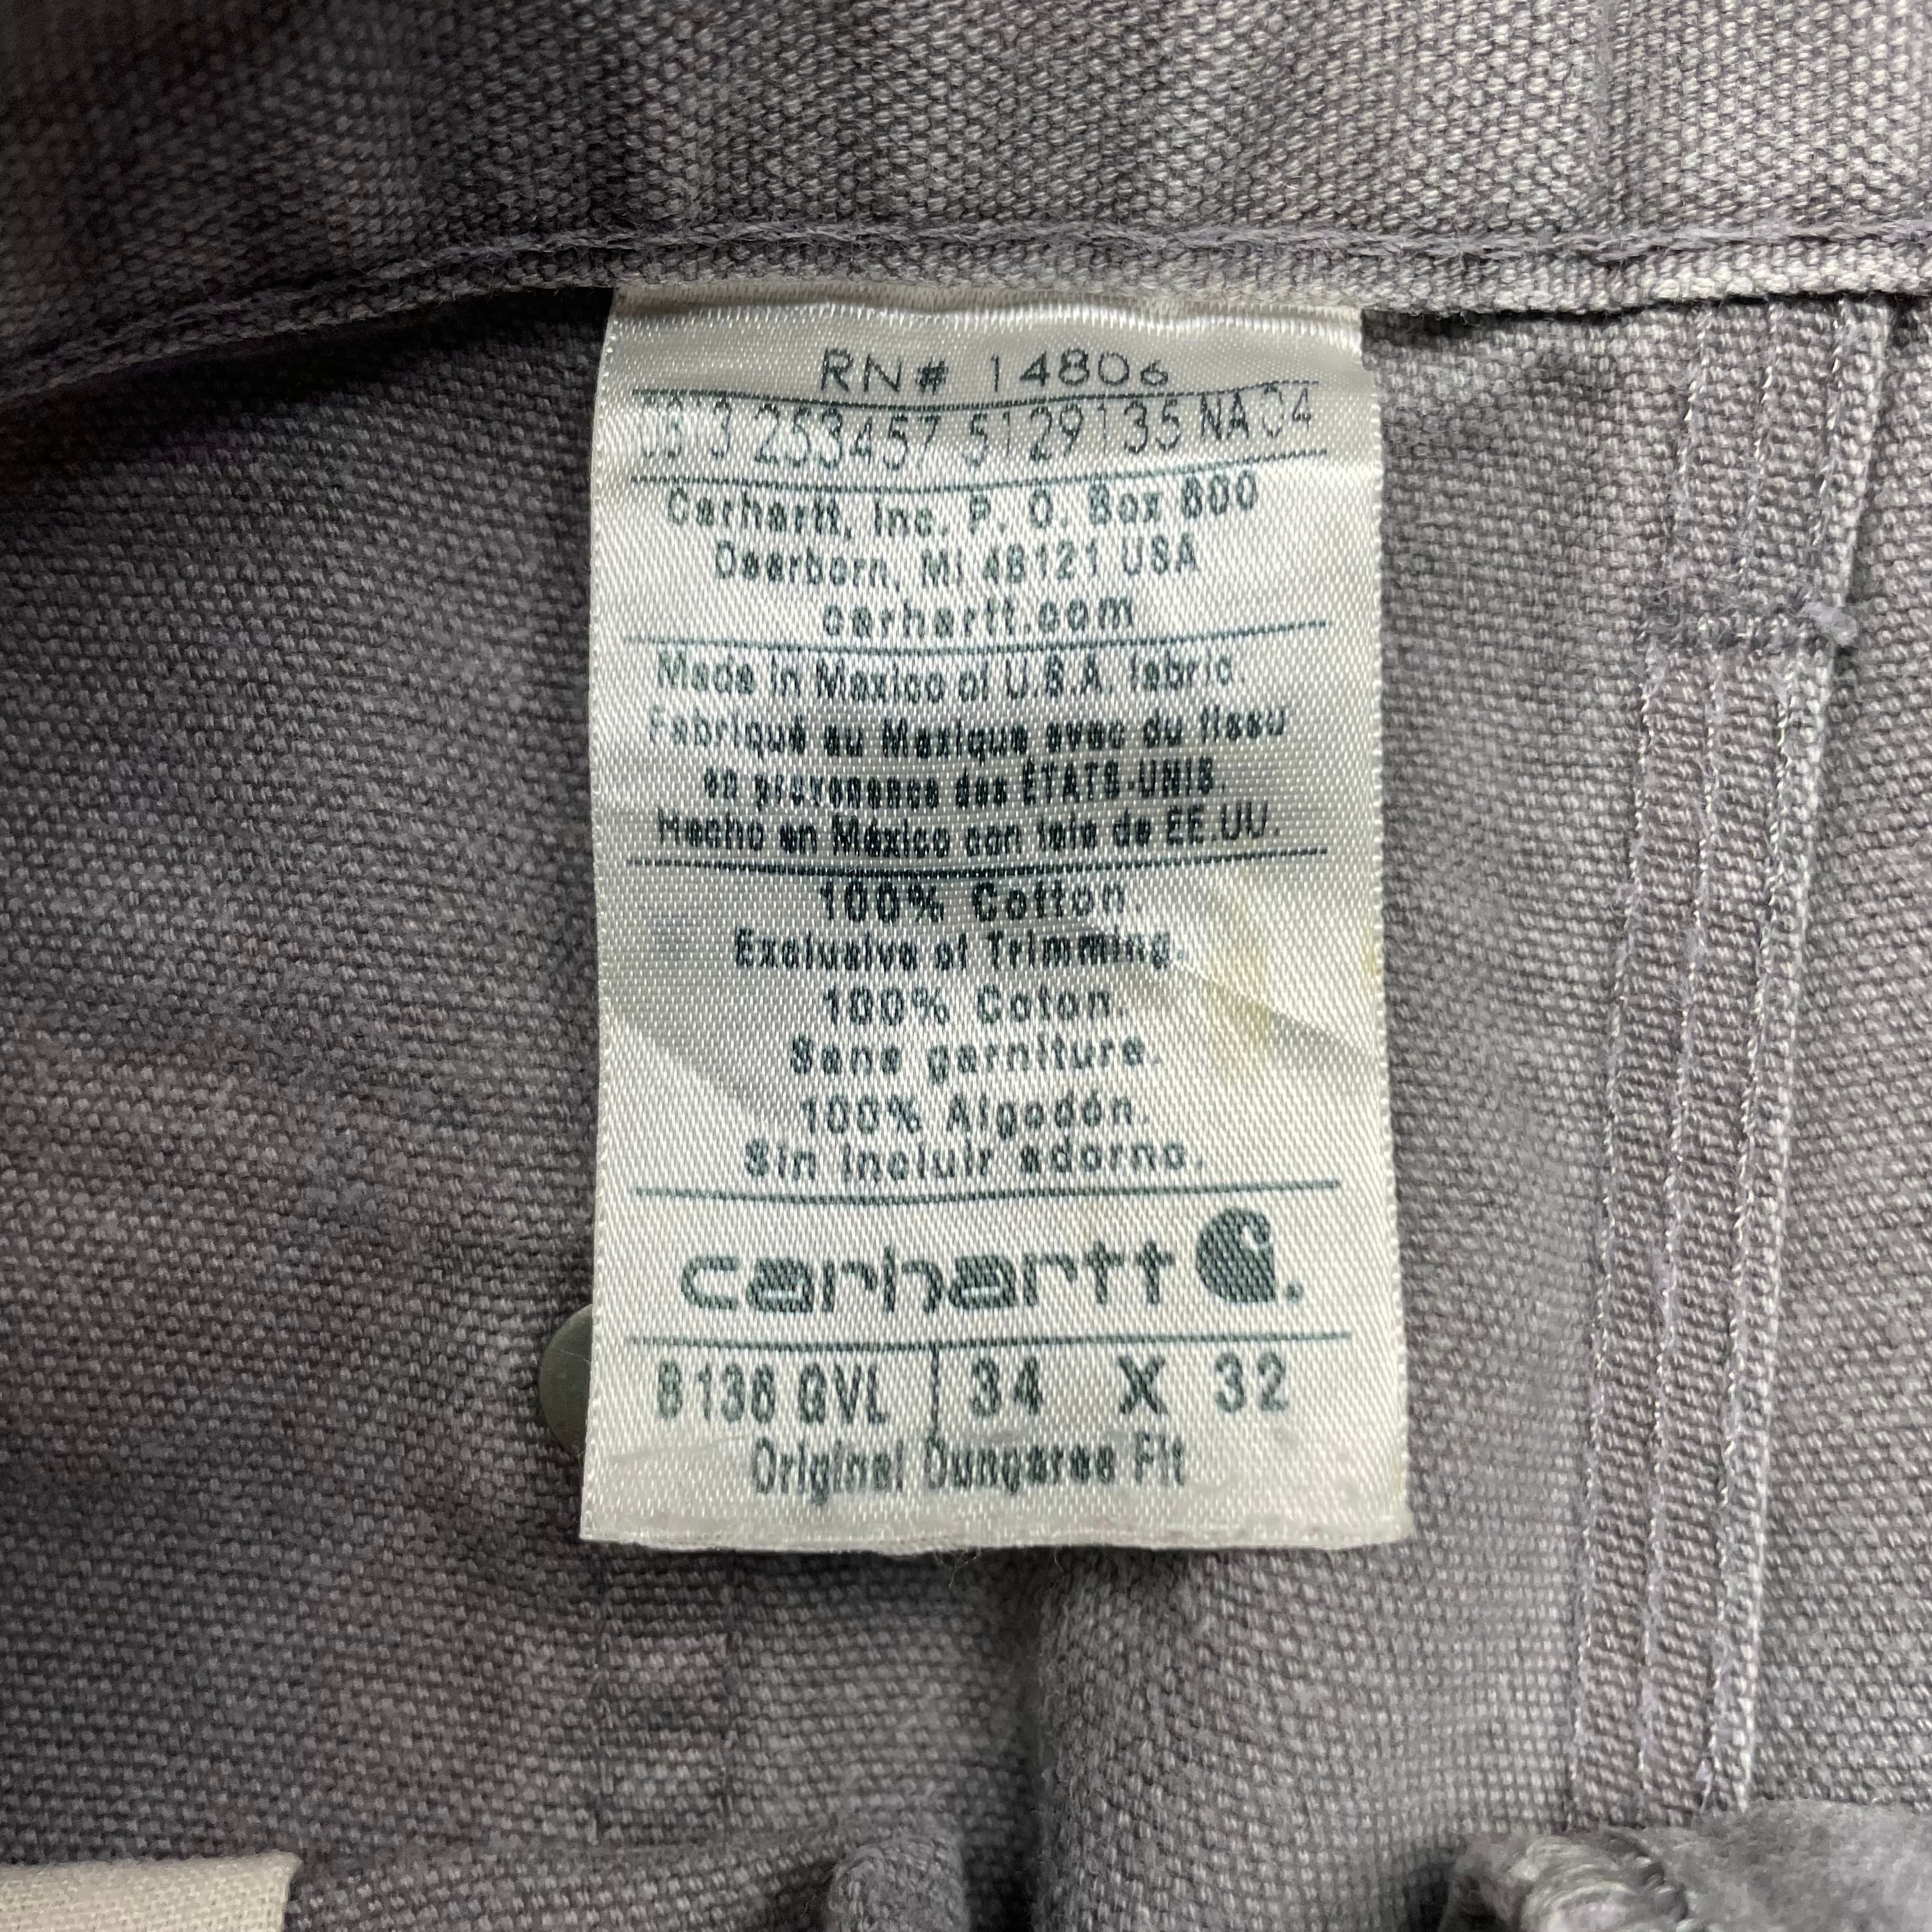 RN# 14806
0313 253457 5129135 NA 04
Carhartt, Inc. P. O. Box 600
Dearborn, MI 48121 USA
carhartt.com
Made in Mexico of U.S.A. fabric
Fabriqué au Mexique avec du tissu
en provenance des ÉTATS-UNIS
Hecho en México con tela de EE.UU.
100% Cotton.
Exclusive of Trimming.
100% Coton.
Sans garniture.
100% Algodón.
Sin incluir adorno.
carhartt
B136 GVL 34 X 32
Original Dungaree Fit